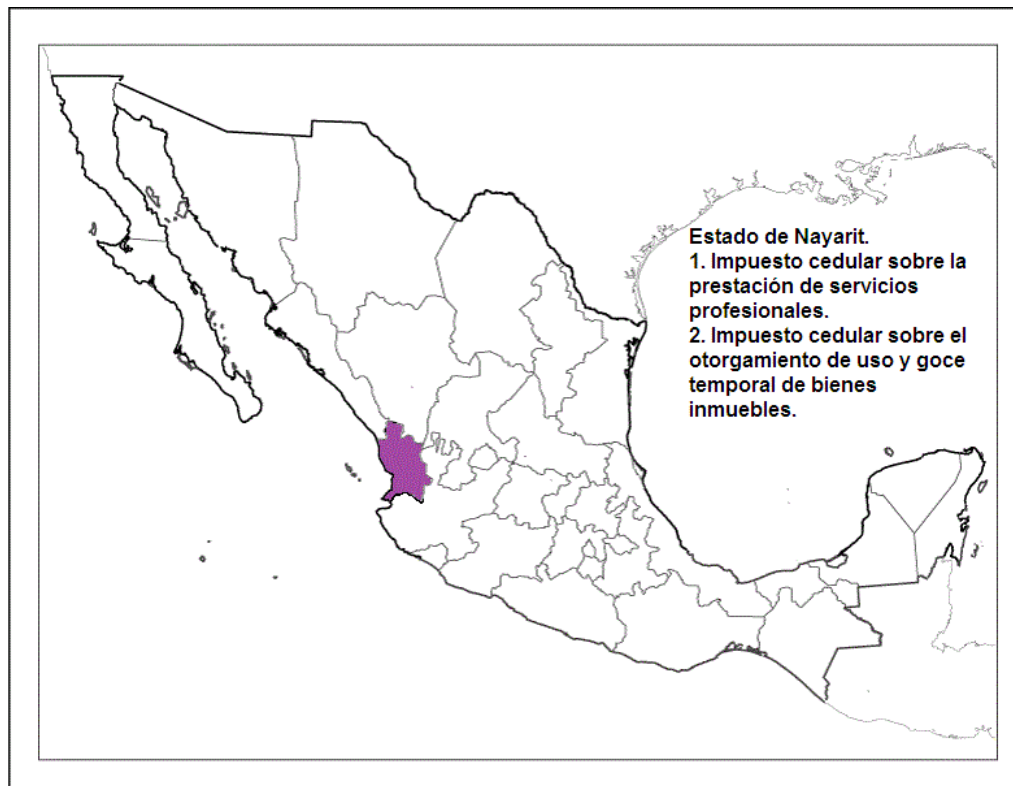 Estado de Nayarit.
1. Impuesto cedular sobre la
prestación de servicios
profesionales.
2. Impuesto cedular sobre el
otorgamiento de uso y goce
temporal de bienes
inmuebles.